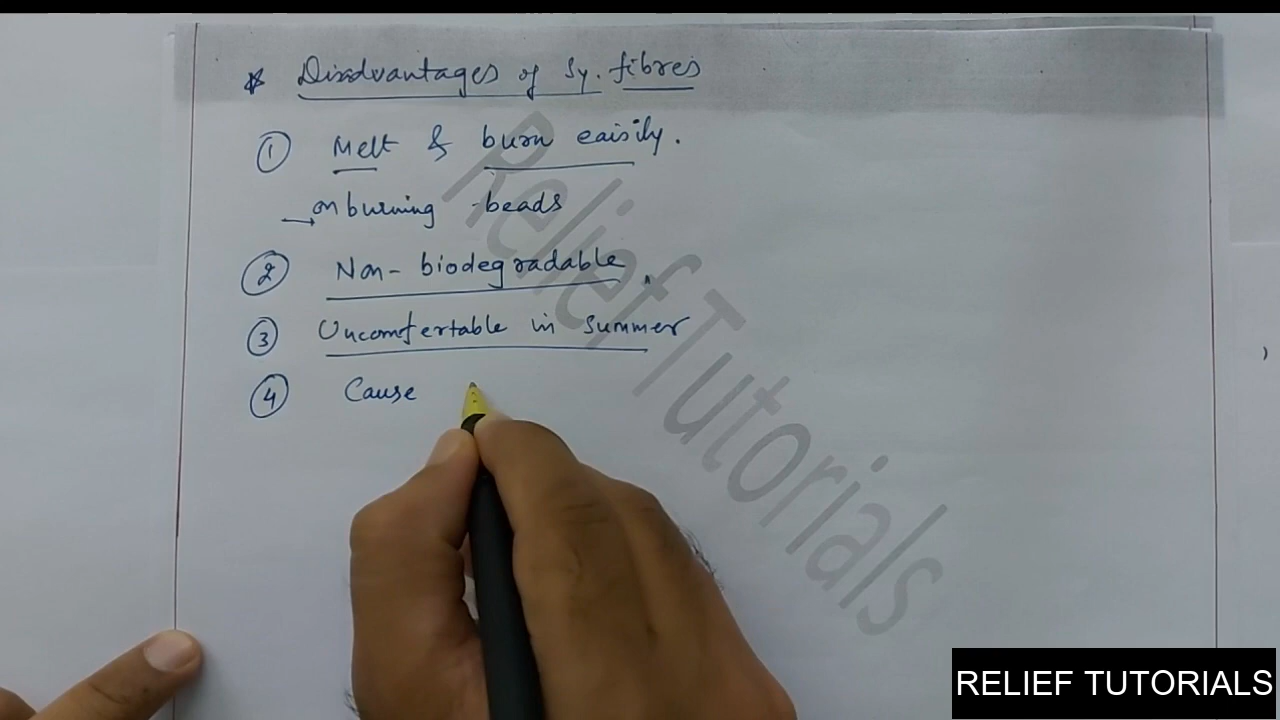 * Disadvantages of Sy. fibres
① Melt & burn eaisily.
→ on burning - beads
② Non-biodegradable.
③ Uncomfertable in summer
④ Cause
Relief Tutorials
RELIEF TUTORIALS